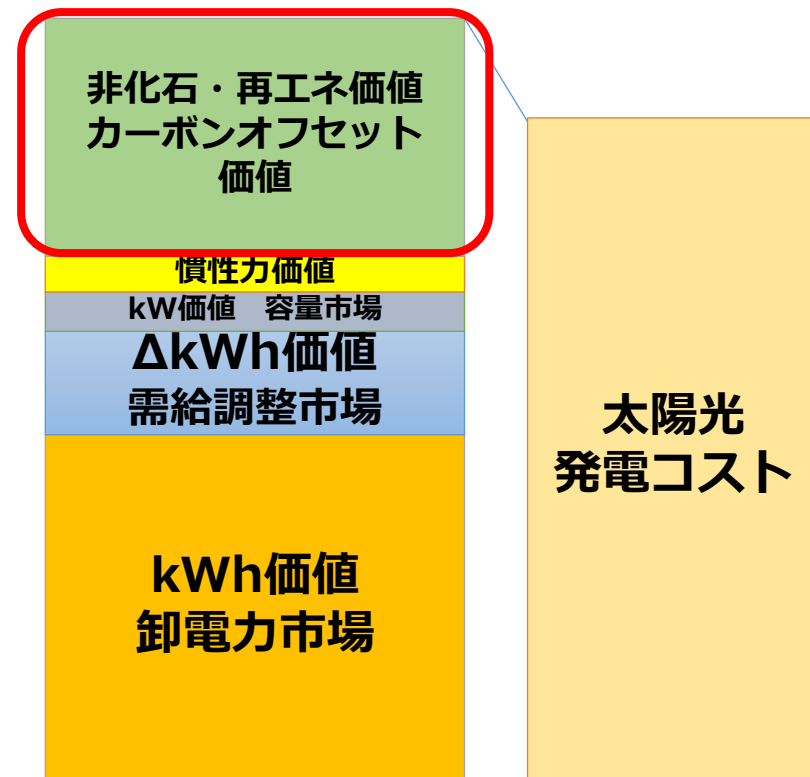 非化石・再エネ価値
カーボンオフセット
価値
慣性力価値
kW価値　容量市場
ΔkWh価値
需給調整市場
kWh価値
卸電力市場
太陽光
発電コスト